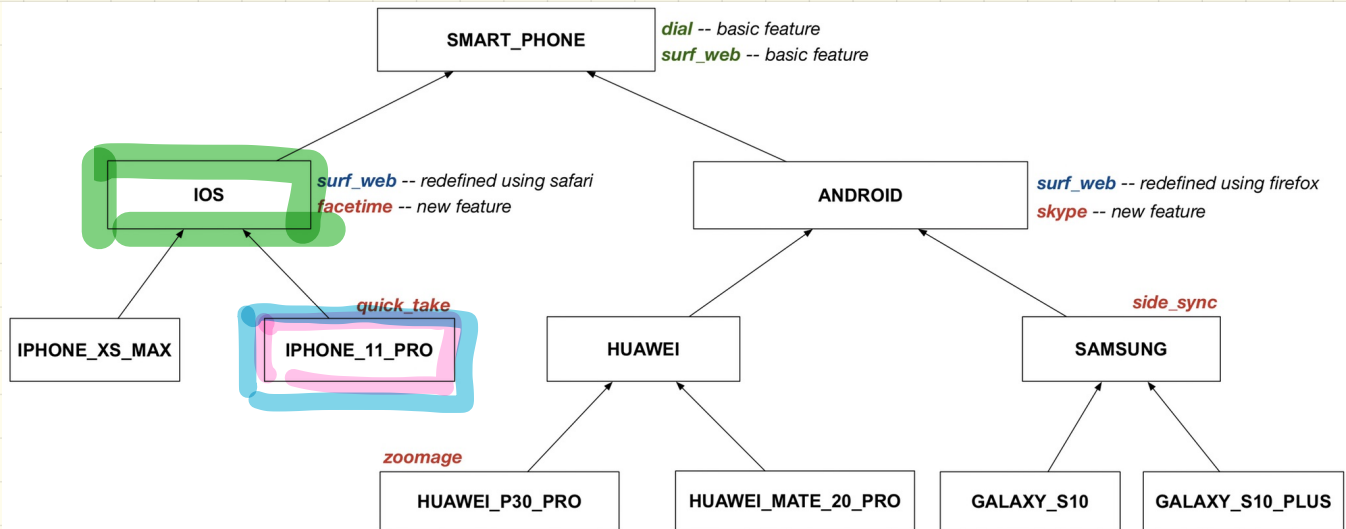 SMART_PHONE
dial -- basic feature
surf_web -- basic feature
IOS
surf_web -- redefined using safari
facetime -- new feature
ANDROID
surf_web -- redefined using firefox
skype -- new feature
IPHONE_XS_MAX
quick_take
IPHONE_11_PRO
HUAWEI
side_sync
SAMSUNG
zoomage
HUAWEI_P30_PRO
HUAWEI_MATE_20_PRO
GALAXY_S10
GALAXY_S10_PLUS